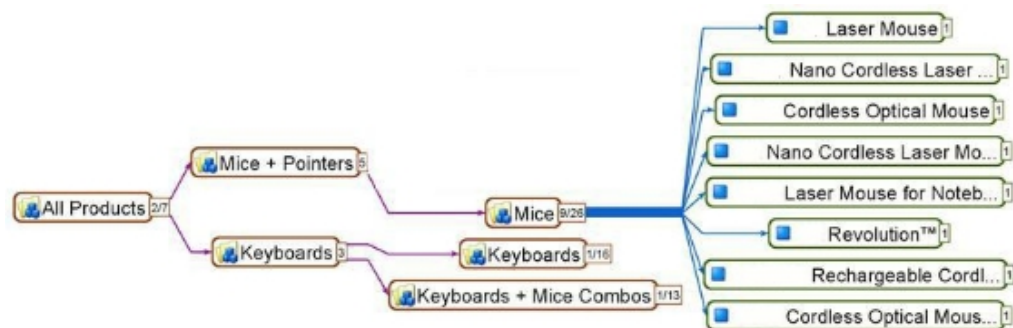 Laser Mouse 1
Nano Cordless Laser ... 1
Cordless Optical Mouse 1
Mice + Pointers 5
Nano Cordless Laser Mo... 1
All Products 2/7
Mice 9/26
Laser Mouse for Noteb... 1
Revolution™ 1
Keyboards 3
Keyboards 1/16
Rechargeable Cordl... 1
Keyboards + Mice Combos 1/13
Cordless Optical Mous... 1